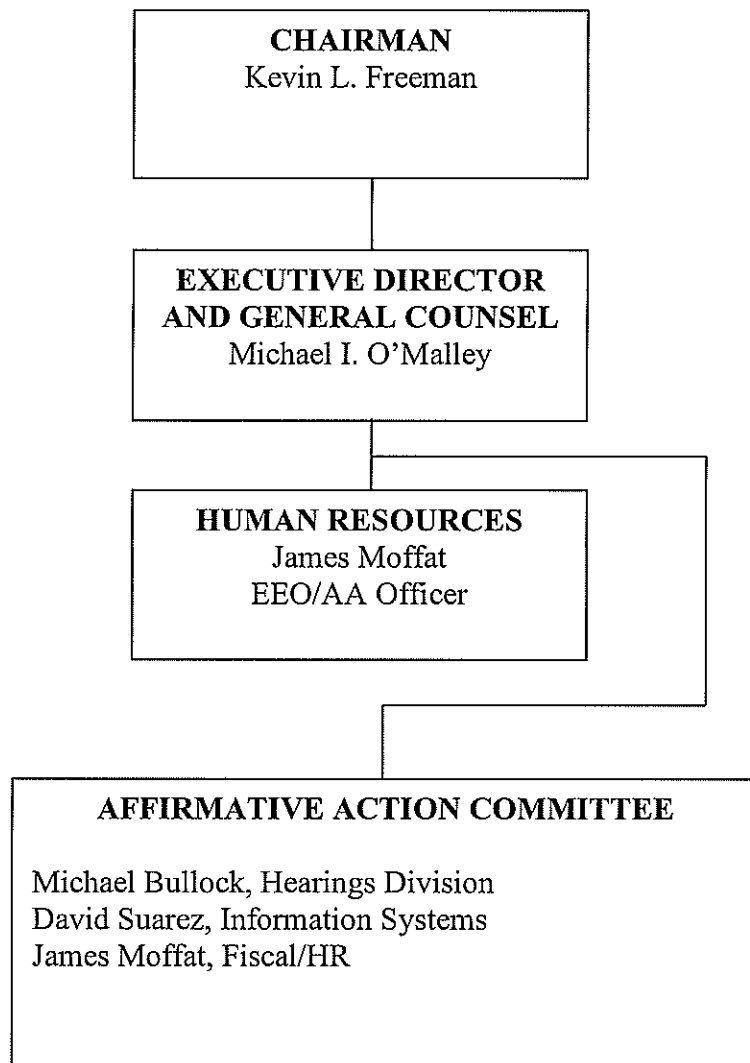 CHAIRMAN
Kevin L. Freeman
EXECUTIVE DIRECTOR
AND GENERAL COUNSEL
Michael I. O’Malley
HUMAN RESOURCES
James Moffat
EEO/AA Officer
AFFIRMATIVE ACTION COMMITTEE
Michael Bullock, Hearings Division
David Suarez, Information Systems
James Moffat, Fiscal/HR